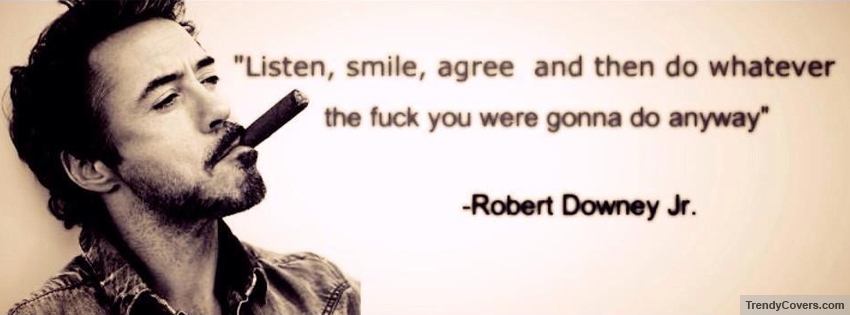 "Listen, smile, agree and then do whatever
the fuck you were gonna do anyway"
-Robert Downey Jr.
TrendyCovers.com